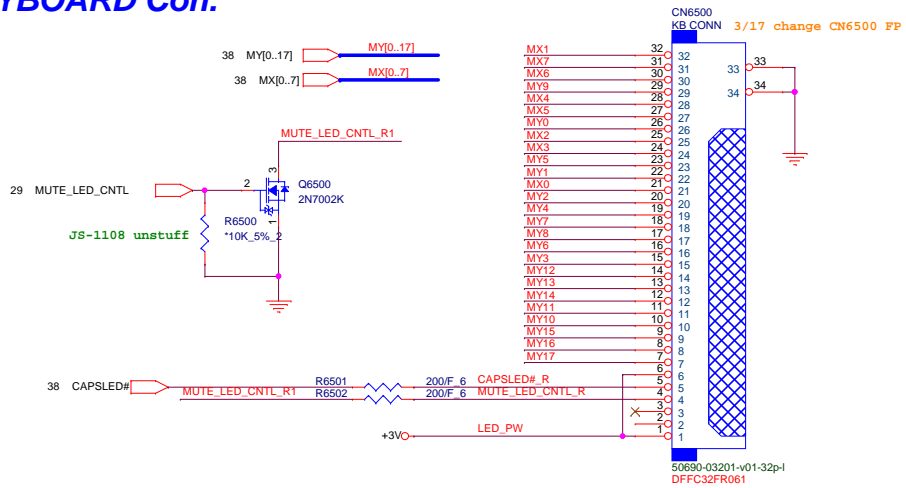 YBOARD Con.
CN6500
KB CONN 3/17 change CN6500 FP
38 MY[0..17] MY[0..17]
38 MX[0..7] MX[0..7]
MUTE_LED_CNTL_R1
29 MUTE_LED_CNTL
2
3
1
Q6500
2N7002K
R6500
*10K_5%_2
JS-1108 unstuff
MX1 32 32
MX7 31 31
MX6 30 30
MY9 29 29
MX4 28 28
MX5 27 27
MY0 26 26
MX2 25 25
MX3 24 24
MY5 23 23
MY1 22 22
MX0 21 21
MY2 20 20
MY4 19 19
MY7 18 18
MY8 17 17
MY6 16 16
MY3 15 15
MY12 14 14
MY13 13 13
MY14 12 12
MY11 11 11
MY10 10 10
MY15 9 9
MY16 8 8
MY17 7 7
6 6
38 CAPSLED# R6501 200/F_6 CAPSLED#_R 5 5
MUTE_LED_CNTL_R1 R6502 200/F_6 MUTE_LED_CNTL_R 4 4
3 3
2 2
+3V LED_PW 1 1
33 33
34 34
50690-03201-v01-32p-l
DFFC32FR061